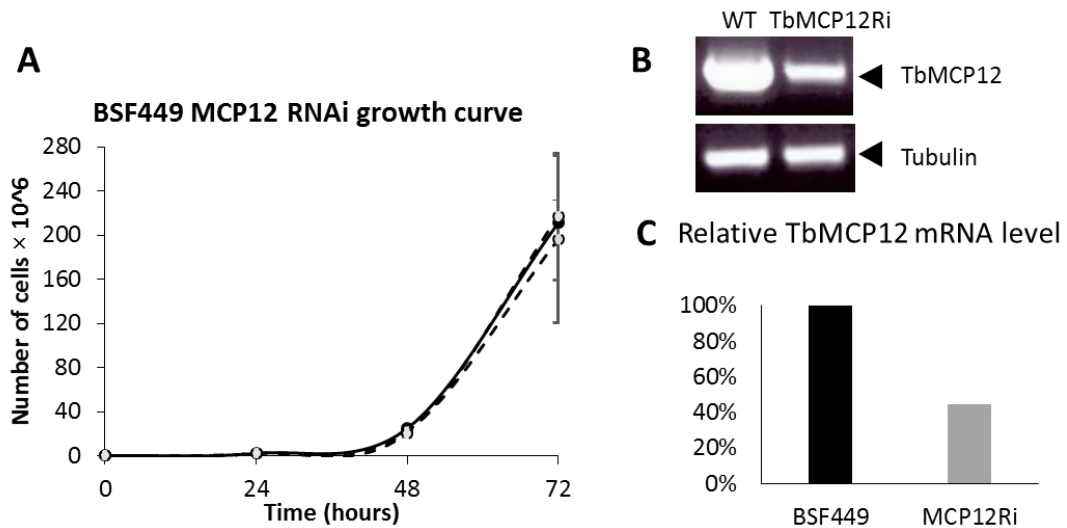 A
BSF449 MCP12 RNAi growth curve
Number of cells × 10^6
280
240
200
160
120
80
40
0
0 24 48 72
Time (hours)
B
WT TbMCP12Ri
TbMCP12
Tubulin
C Relative TbMCP12 mRNA level
100%
80%
60%
40%
20%
0%
BSF449 MCP12Ri